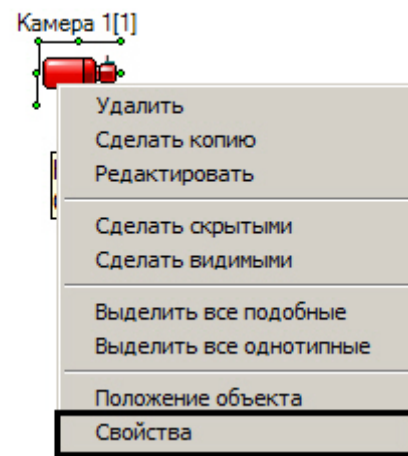 Камера 1[1]
Удалить
Сделать копию
Редактировать
Сделать скрытыми
Сделать видимыми
Выделить все подобные
Выделить все однотипные
Положение объекта
Свойства